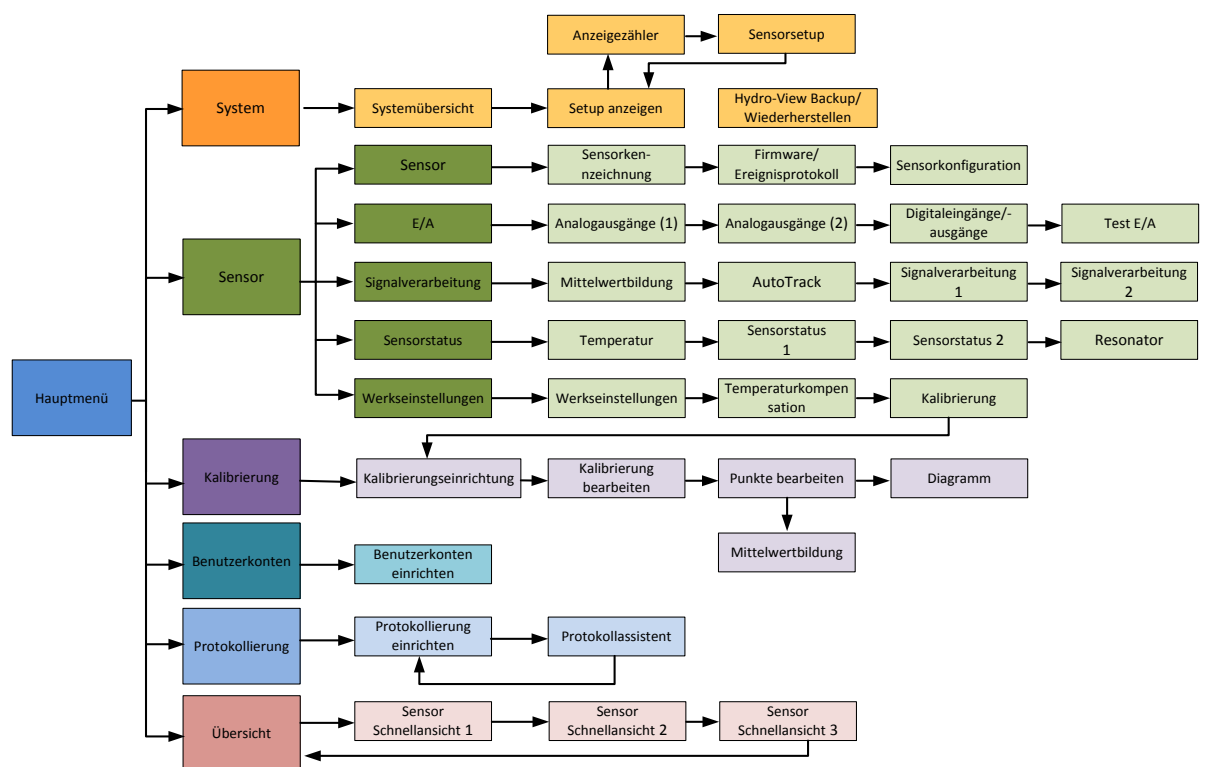 Anzeigezähler
Sensorsetup
System
Systemübersicht
Setup anzeigen
Hydro-View Backup/
Wiederherstellen
Sensor
Sensorken-
nzeichnung
Firmware/
Ereignisprotokoll
Sensorkonfiguration
E/A
Analogausgänge (1)
Analogausgänge (2)
Digitaleingänge/-
ausgänge
Test E/A
Sensor
Signalverarbeitung
Mittelwertbildung
AutoTrack
Signalverarbeitung
1
Signalverarbeitung
2
Sensorstatus
Temperatur
Sensorstatus
1
Sensorstatus 2
Resonator
Hauptmenü
Werkseinstellungen
Werkseinstellungen
Temperaturkompen
sation
Kalibrierung
Kalibrierung
Kalibrierungseinrichtung
Kalibrierung
bearbeiten
Punkte bearbeiten
Diagramm
Mittelwertbildung
Benutzerkonten
Benutzerkonten
einrichten
Protokollierung
Protokollierung
einrichten
Protokollassistent
Übersicht
Sensor
Schnellansicht 1
Sensor
Schnellansicht 2
Sensor
Schnellansicht 3